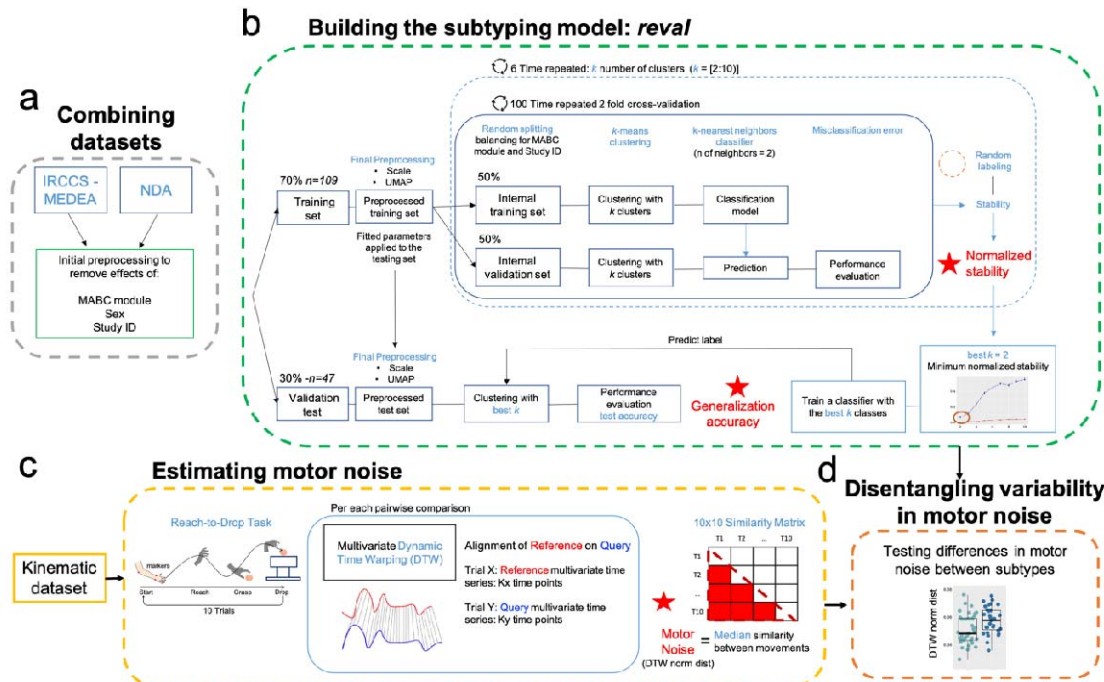 a
Combining
datasets
IRCCS -
MEDEA
NDA
Initial preprocessing to
remove effects of:
MABC module
Sex
Study ID
b
Building the subtyping model: reval
6 Time repeated: k number of clusters (k = [2:10)]
100 Time repeated 2 fold cross-validation
Random splitting
balancing for MABC
module and Study ID
k-means
clustering
k-nearest neighbors
classifier
(n of neighbors = 2)
Misclassification error
70% n=109
Training
set
Final Preprocessing
• Scale
• UMAP
Preprocessed
training set
Fitted parameters
applied to the
testing set
50%
Internal
training set
Clustering with
k clusters
Classification
model
50%
Internal
validation set
Clustering with
k clusters
Prediction
Performance
evaluation
Random
labeling
Stability
Normalized
stability
30% -n=47
Validation
test
Final Preprocessing
• Scale
• UMAP
Preprocessed
test set
Clustering with
best k
Performance
evaluation
test accuracy
Predict label
Generalization
accuracy
Train a classifier with
the best k classes
best k = 2
Minimum normalized
stability
c
Estimating motor noise
Kinematic
dataset
Reach-to-Drop Task
markers
Start
Reach
Grasp
Drop
10 Trials
Per each pairwise comparison
Multivariate Dynamic
Time Warping (DTW)
Alignment of Reference on Query
Trial X: Reference multivariate time
series: Kx time points
Trial Y: Query multivariate time
series: Ky time points
10x10 Similarity Matrix
T1 T2 ... T10
T1
T2
...
T10
Motor
Noise
(DTW norm dist)
= Median similarity
between movements
d
Disentangling variability
in motor noise
Testing differences in motor
noise between subtypes
DTW norm dist